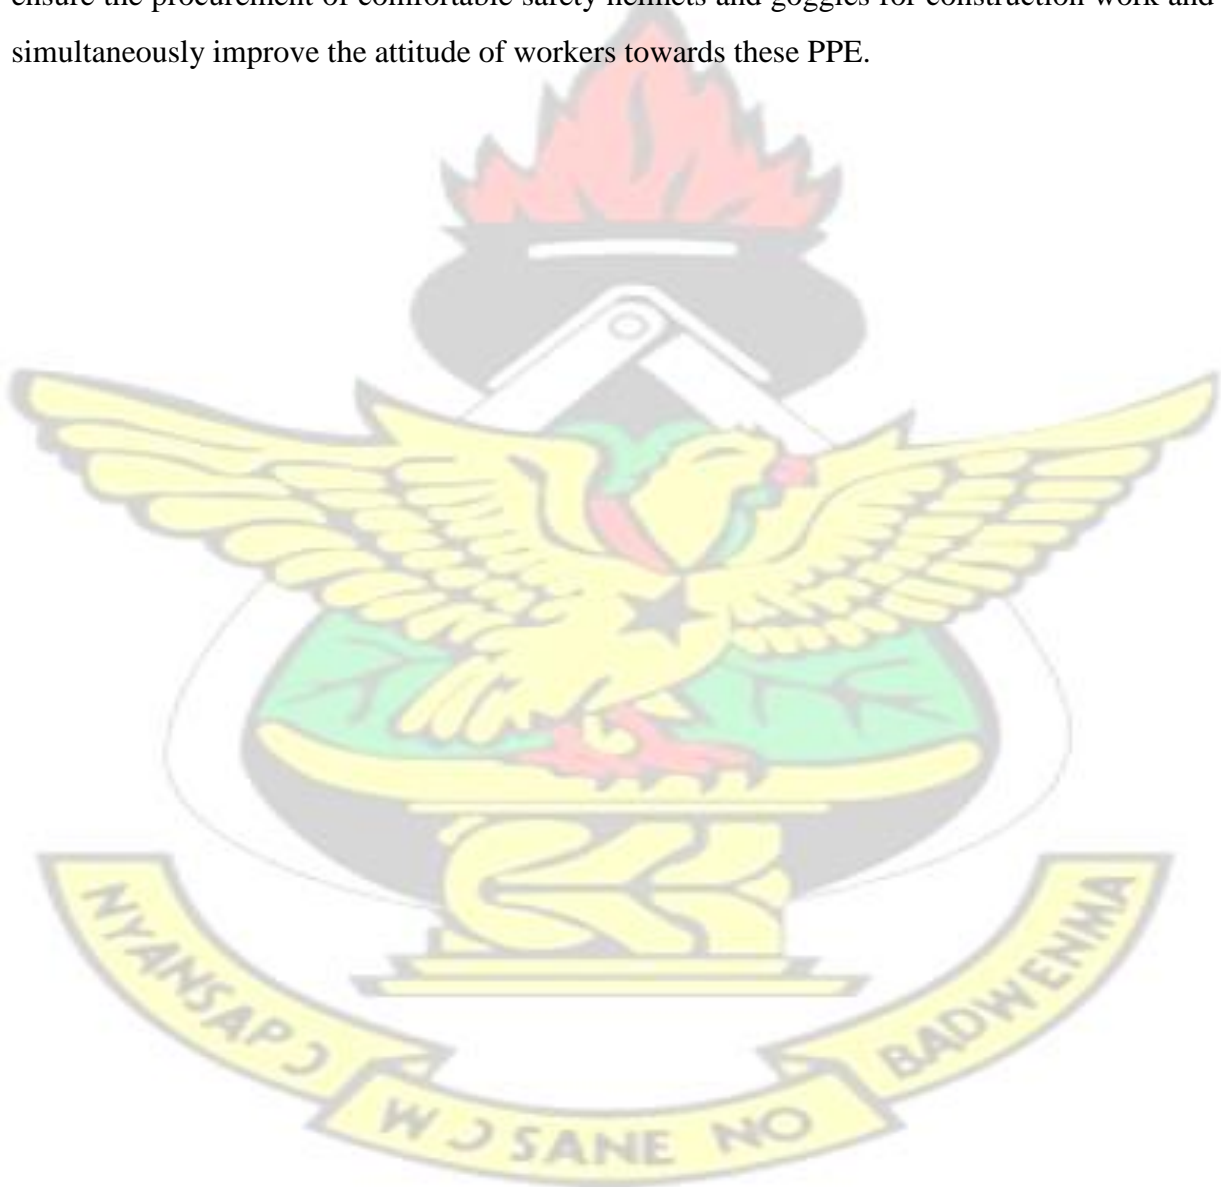 ensure the procurement of comfortable safety helmets and goggles for construction work and
simultaneously improve the attitude of workers towards these PPE.
NYANSAPƆ
WƆ SANE NO
BADWENMA